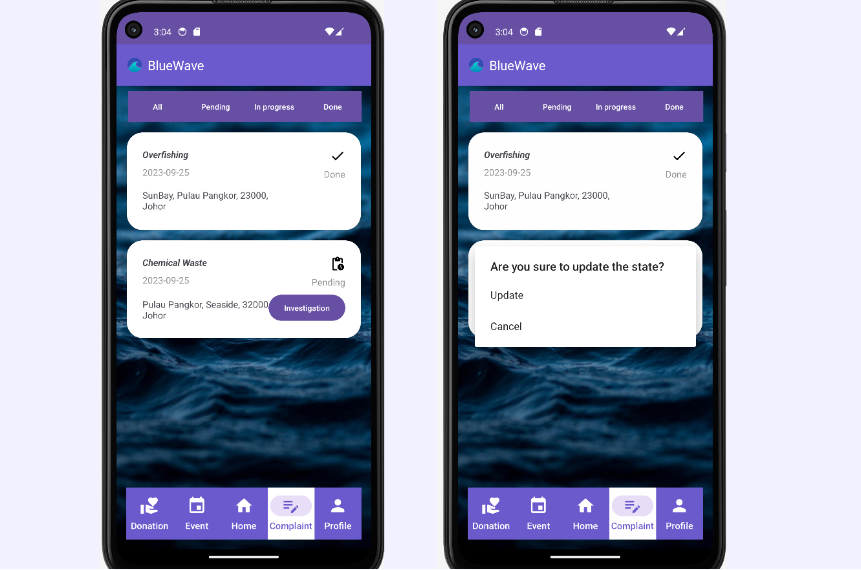 3:04
BlueWave
All Pending In progress Done
Overfishing
2023-09-25
Done
SunBay, Pulau Pangkor, 23000,
Johor
Chemical Waste
2023-09-25
Pending
Pulau Pangkor, Seaside, 32000
Johor
Investigation
Donation Event Home Complaint Profile
3:04
BlueWave
All Pending In progress Done
Overfishing
2023-09-25
Done
SunBay, Pulau Pangkor, 23000,
Johor
Are you sure to update the state?
Update
Cancel
Donation Event Home Complaint Profile